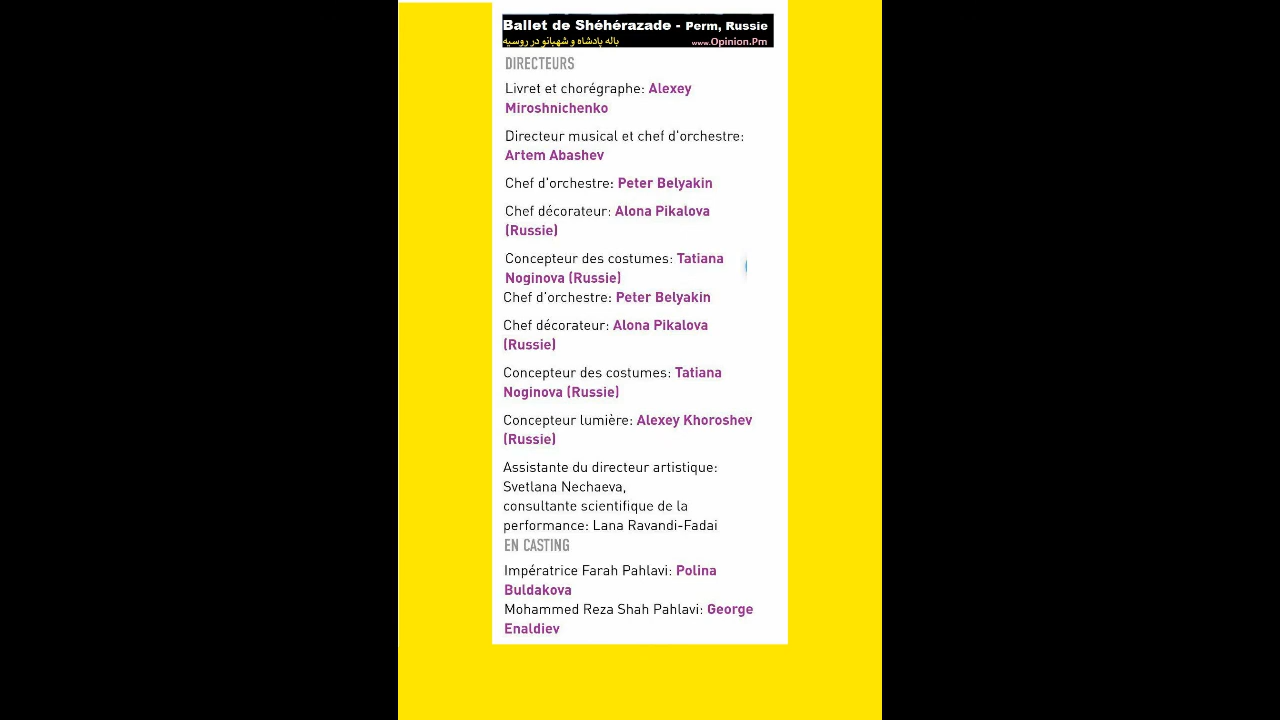 Ballet de Shéhérazade - Perm, Russie
باله پادشاه و شهبانو در روسیه www.Opinion.Pm
DIRECTEURS
Livret et chorégraphe: Alexey
Miroshnichenko
Directeur musical et chef d'orchestre:
Artem Abashev
Chef d'orchestre: Peter Belyakin
Chef décorateur: Alona Pikalova
(Russie)
Concepteur des costumes: Tatiana
Noginova (Russie)
Chef d'orchestre: Peter Belyakin
Chef décorateur: Alona Pikalova
(Russie)
Concepteur des costumes: Tatiana
Noginova (Russie)
Concepteur lumière: Alexey Khoroshev
(Russie)
Assistante du directeur artistique:
Svetlana Nechaeva,
consultante scientifique de la
performance: Lana Ravandi-Fadai
EN CASTING
Impératrice Farah Pahlavi: Polina
Buldakova
Mohammed Reza Shah Pahlavi: George
Enaldiev